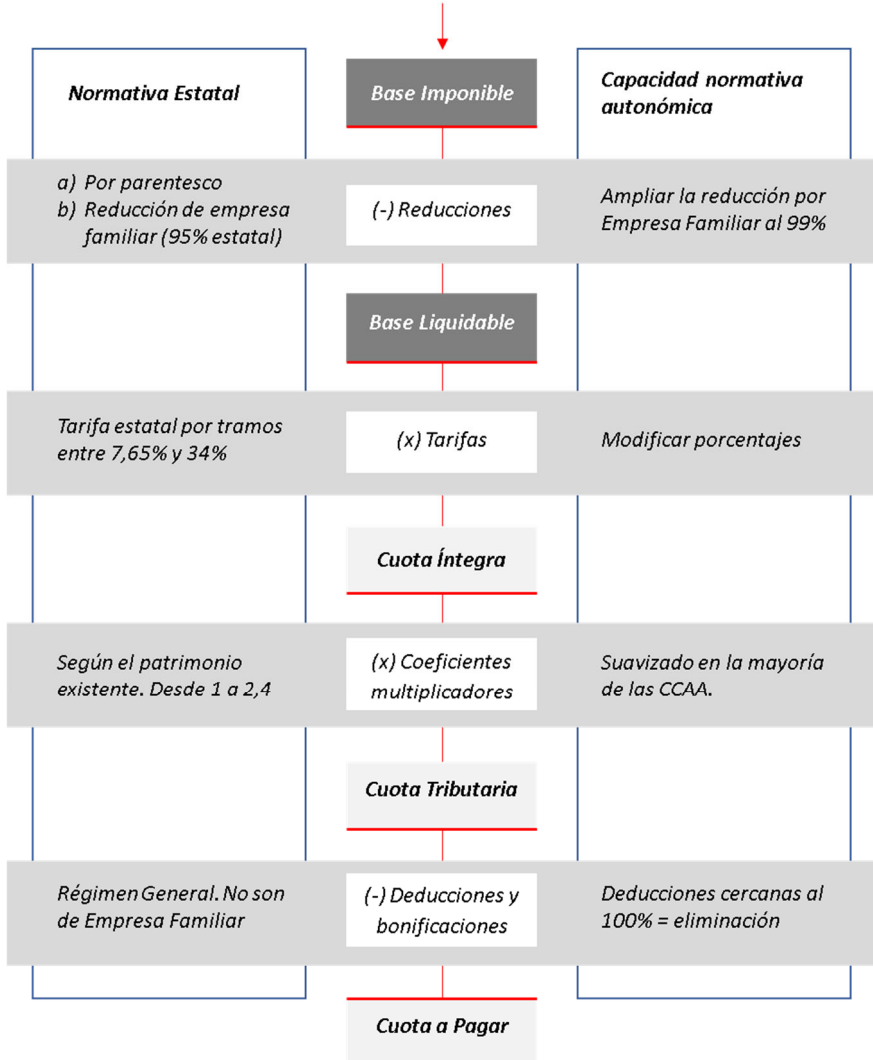 Normativa Estatal
Base Imponible
Capacidad normativa
autonómica
a) Por parentesco
b) Reducción de empresa
familiar (95% estatal)
(-) Reducciones
Ampliar la reducción por
Empresa Familiar al 99%
Base Liquidable
Tarifa estatal por tramos
entre 7,65% y 34%
(x) Tarifas
Modificar porcentajes
Cuota Íntegra
Según el patrimonio
existente. Desde 1 a 2,4
(x) Coeficientes
multiplicadores
Suavizado en la mayoría
de las CCAA.
Cuota Tributaria
Régimen General. No son
de Empresa Familiar
(-) Deducciones y
bonificaciones
Deducciones cercanas al
100% = eliminación
Cuota a Pagar